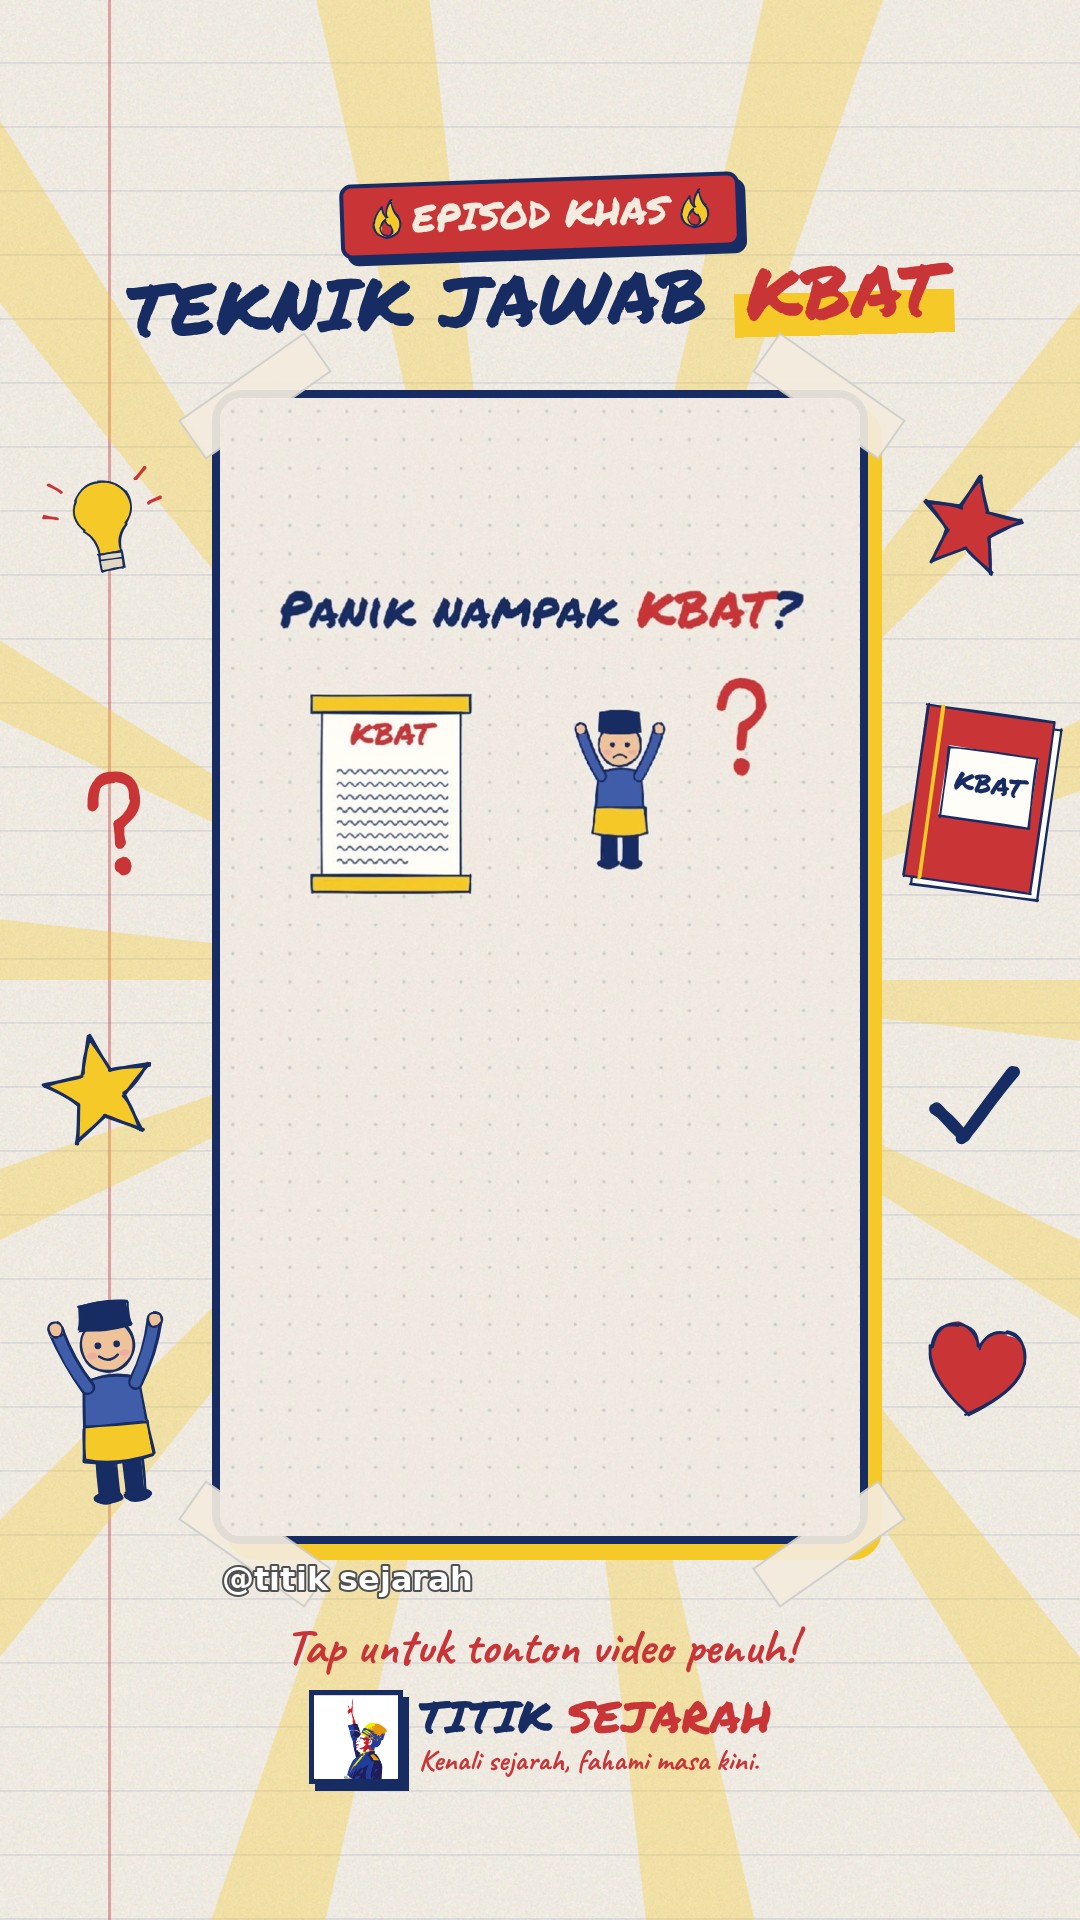 EPISOD KHAS
TEKNIK JAWAB KBAT
PANIK NAMPAK KBAT?
KBAT
KBAT
@titik sejarah
Tap untuk tonton video penuh!
TITIK SEJARAH
Kenali sejarah, fahami masa kini.